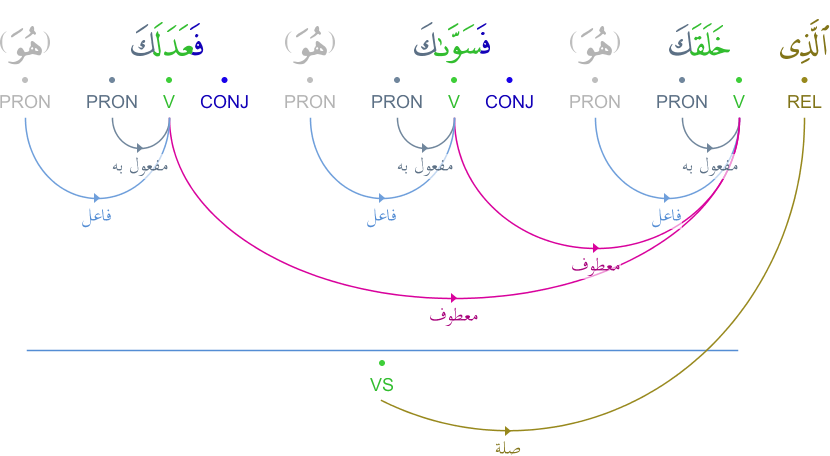 ٱلَّذِى خَلَقَكَ (هُوَ) فَسَوَّىٰكَ (هُوَ) فَعَدَلَكَ (هُوَ)
REL V PRON PRON CONJ V PRON PRON CONJ V PRON PRON
مفعول به مفعول به مفعول به
فاعل فاعل فاعل
معطوف
معطوف
VS
صلة